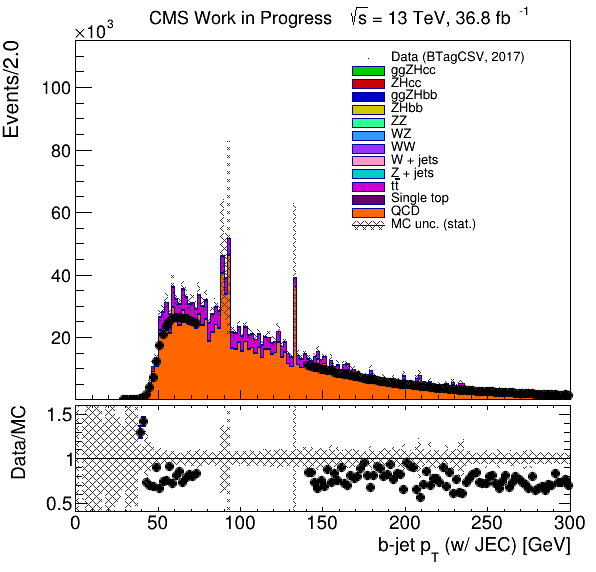 CMS Work in Progress √s = 13 TeV, 36.8 fb⁻¹
×10³
Events/2.0
100
80
60
40
20
Data (BTagCSV, 2017)
ggZHcc
ZHcc
ggZHbb
ZHbb
ZZ
WZ
WW
W + jets
Z + jets
tt̅
Single top
QCD
MC unc. (stat.)
Data/MC
1.5
1
0.5
0 50 100 150 200 250 300
b-jet p_T (w/ JEC) [GeV]